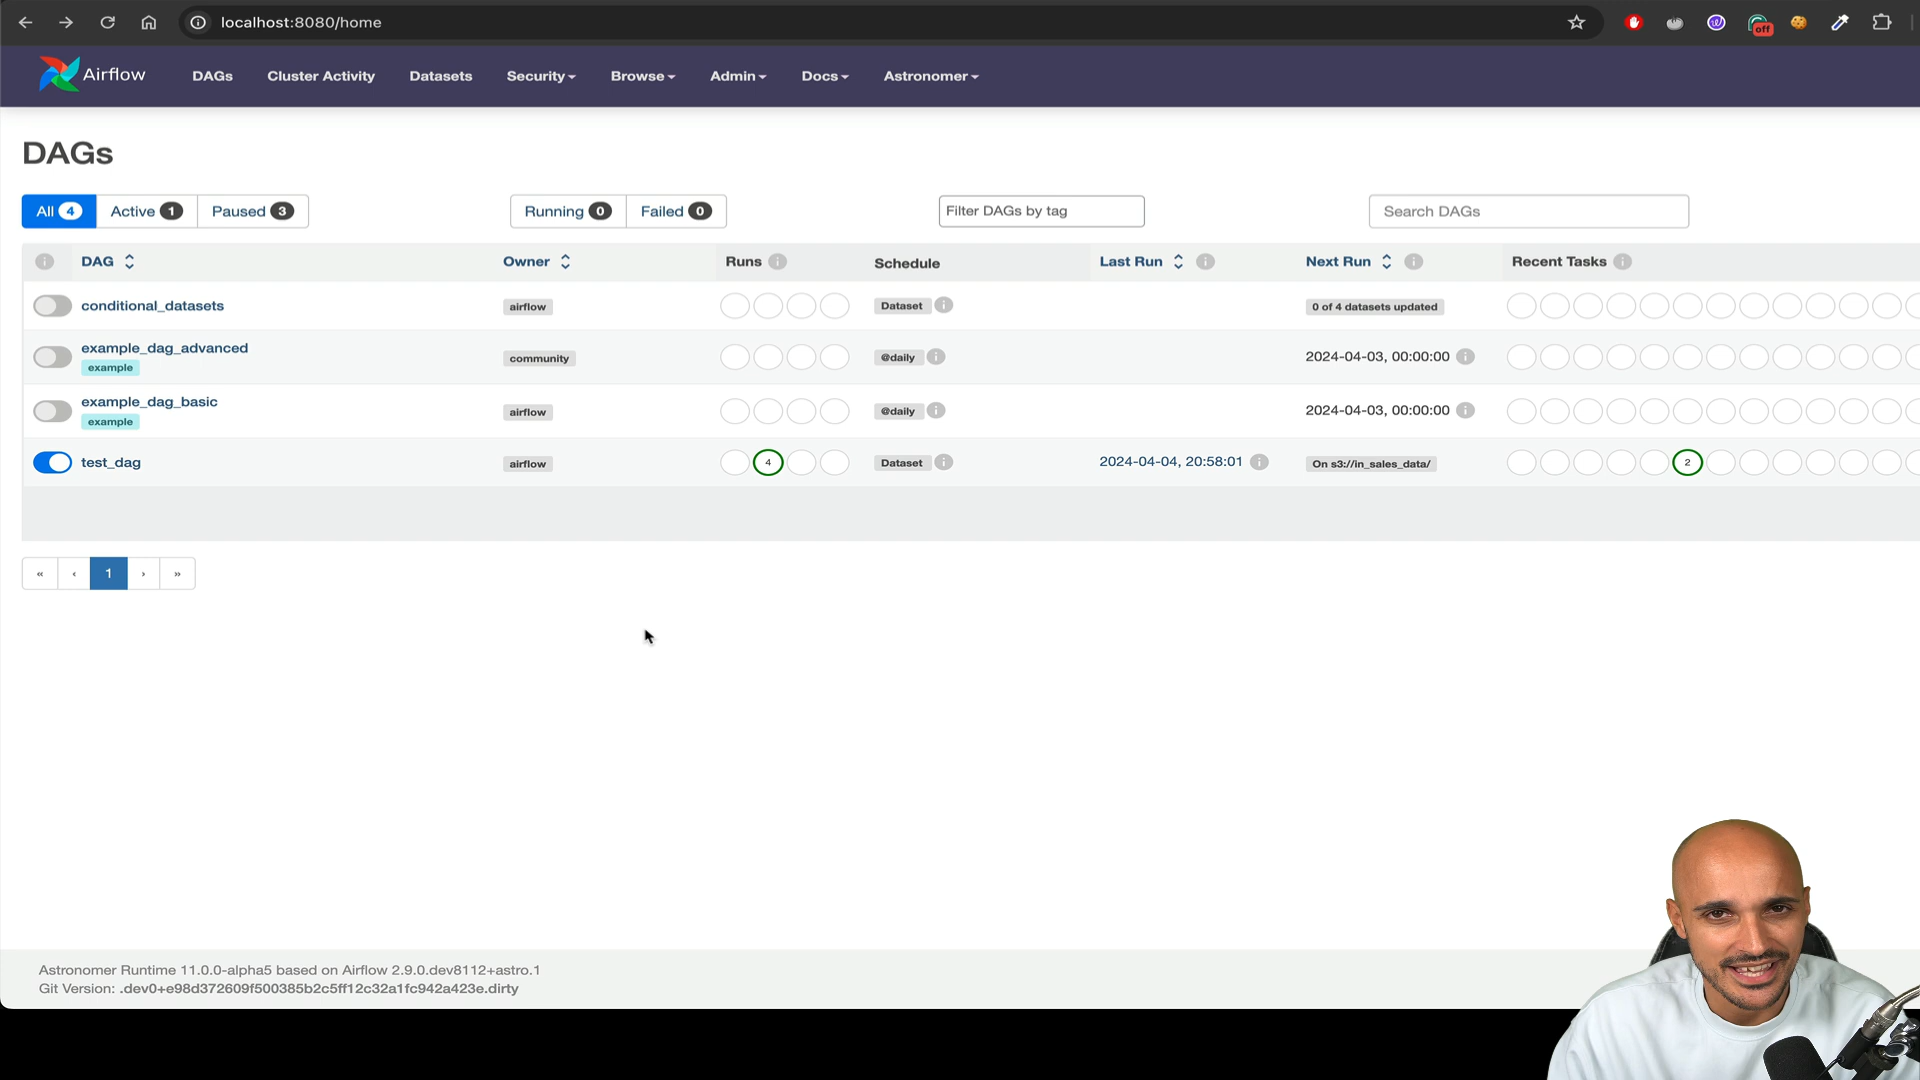 localhost:8080/home
off
Airflow DAGs Cluster Activity Datasets Security Browse Admin Docs Astronomer
DAGs
All 4 Active 1 Paused 3 Running 0 Failed 0 Filter DAGs by tag Search DAGs
DAG Owner Runs Schedule Last Run Next Run Recent Tasks
conditional_datasets airflow Dataset 0 of 4 datasets updated
example_dag_advanced community @daily 2024-04-03, 00:00:00
example
example_dag_basic airflow @daily 2024-04-03, 00:00:00
example
test_dag airflow 4 Dataset 2024-04-04, 20:58:01 On s3://in_sales_data/ 2
« ‹ 1 › »
Astronomer Runtime 11.0.0-alpha5 based on Airflow 2.9.0.dev8112+astro.1
Git Version: .dev0+e98d372609f500385b2c5ff12c32a1fc942a423e.dirty